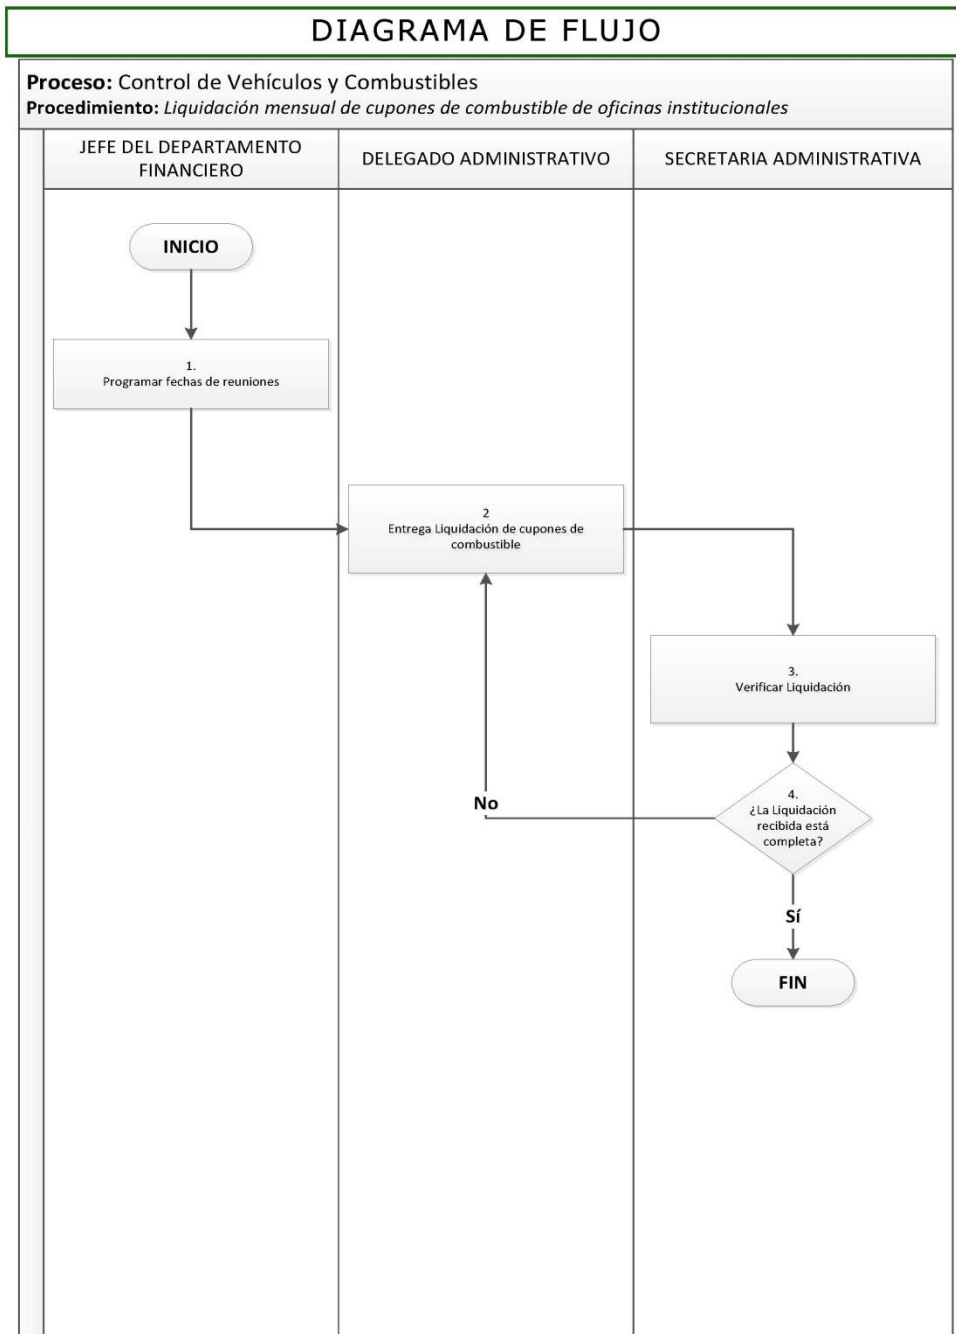 DIAGRAMA DE FLUJO
Proceso: Control de Vehículos y Combustibles
Procedimiento: Liquidación mensual de cupones de combustible de oficinas institucionales
JEFE DEL DEPARTAMENTO
FINANCIERO
DELEGADO ADMINISTRATIVO
SECRETARIA ADMINISTRATIVA
INICIO
1.
Programar fechas de reuniones
2
Entrega Liquidación de cupones de
combustible
3.
Verificar Liquidación
4.
¿La Liquidación
recibida está
completa?
No
Sí
FIN